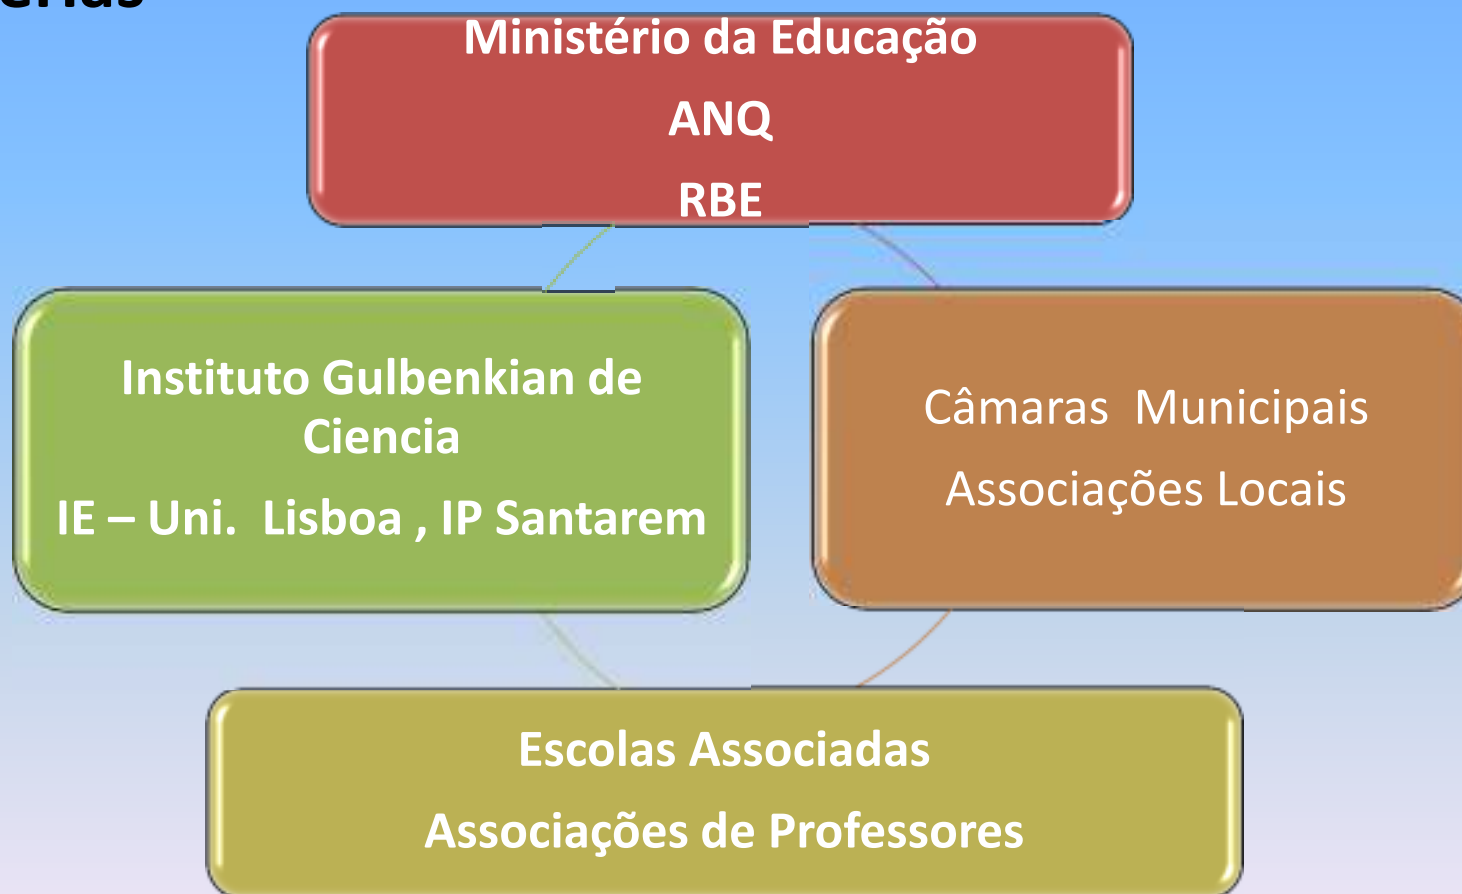 Ministério da Educação
ANQ
RBE
Instituto Gulbenkian de
Ciencia
IE – Uni. Lisboa , IP Santarem
Câmaras Municipais
Associações Locais
Escolas Associadas
Associações de Professores